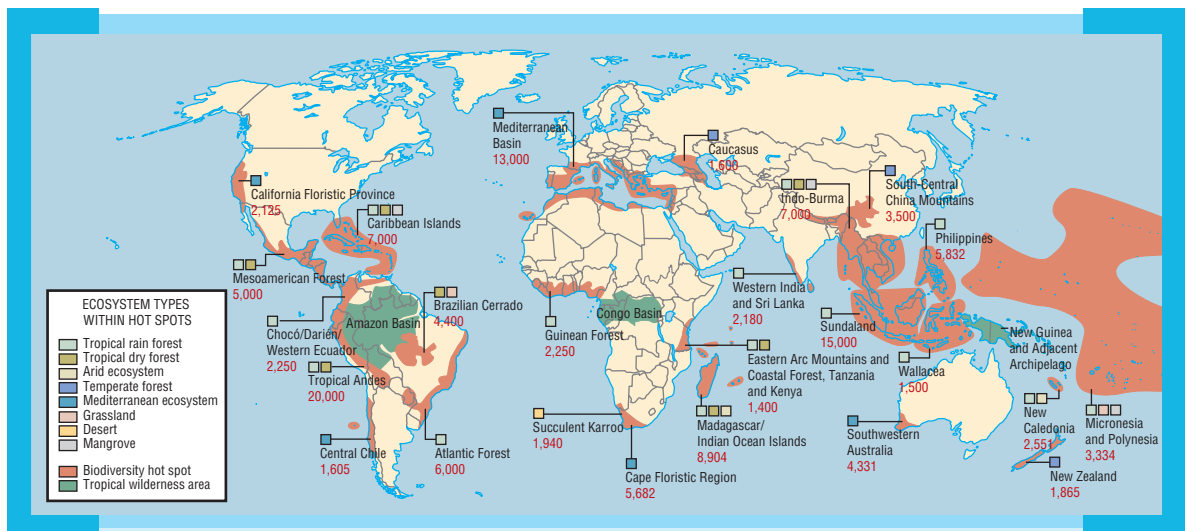 Mediterranean
Basin
13,000
Caucasus
1,600
California Floristic Province
2,125
Indo-Burma
7,000
South-Central
China Mountains
3,500
Caribbean Islands
7,000
Philippines
5,832
Mesoamerican Forest
5,000
Western India
and Sri Lanka
2,180
Brazilian Cerrado
4,400
Amazon Basin
Congo Basin
Chocó/Darién/
Western Ecuador
2,250
Guinean Forest
2,250
Sundaland
15,000
New Guinea
and Adjacent
Archipelago
Tropical Andes
20,000
Eastern Arc Mountains and
Coastal Forest, Tanzania
and Kenya
1,400
Wallacea
1,500
Succulent Karroo
1,940
Madagascar/
Indian Ocean Islands
8,904
New
Caledonia
2,551
Micronesia
and Polynesia
3,334
Southwestern
Australia
4,331
Central Chile
1,605
Atlantic Forest
6,000
Cape Floristic Region
5,682
New Zealand
1,865
ECOSYSTEM TYPES
WITHIN HOT SPOTS
Tropical rain forest
Tropical dry forest
Arid ecosystem
Temperate forest
Mediterranean ecosystem
Grassland
Desert
Mangrove
Biodiversity hot spot
Tropical wilderness area